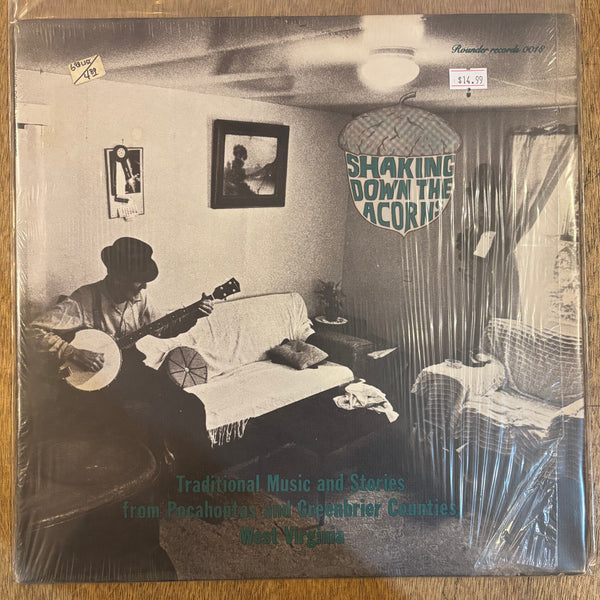 Rounder records 0018
$14.99
SHAKING
DOWN THE
ACORNS
Traditional Music and Stories
from Pocahontas and Greenbrier Counties,
West Virginia